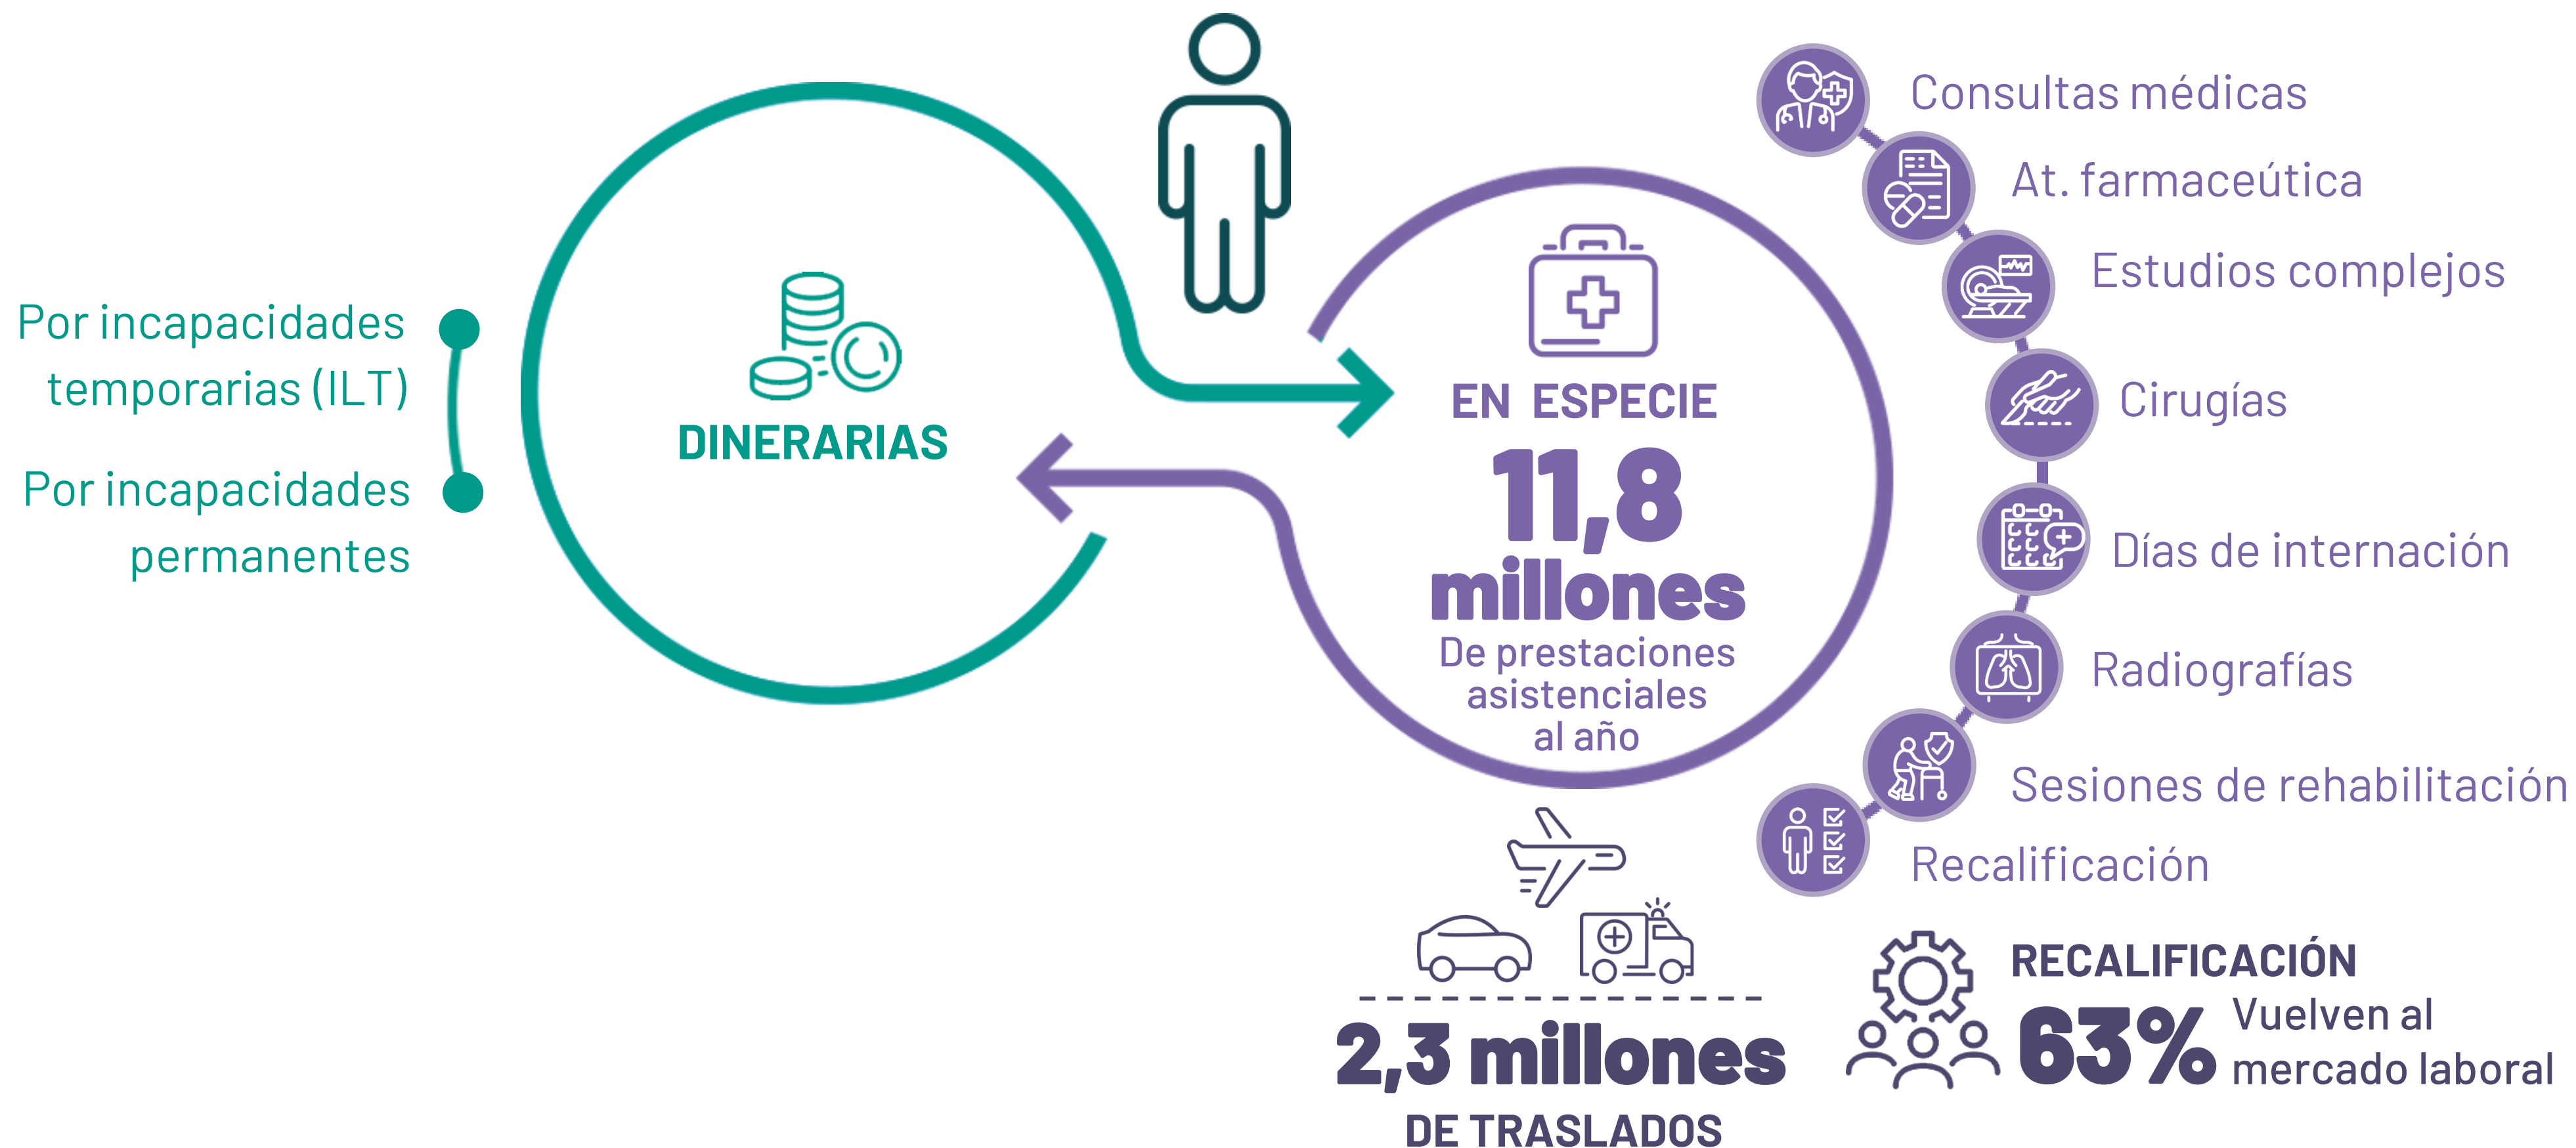 Por incapacidades
temporarias (ILT)
Por incapacidades
permanentes
DINERARIAS
EN ESPECIE
11,8
millones
De prestaciones
asistenciales
al año
Consultas médicas
At. farmaceútica
Estudios complejos
Cirugías
Días de internación
Radiografías
Sesiones de rehabilitación
Recalificación
2,3 millones
DE TRASLADOS
RECALIFICACIÓN
63% Vuelven al
mercado laboral